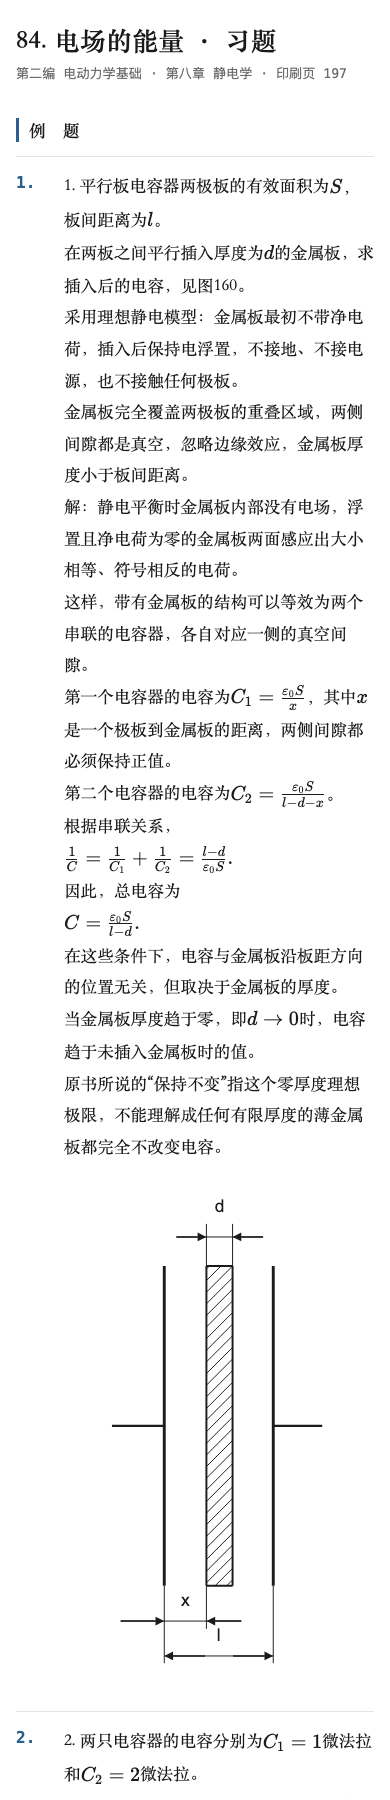 84. 电场的能量 · 习题
第二编 电动力学基础 · 第八章 静电学 · 印刷页 197
例 题
1. 1. 平行板电容器两极板的有效面积为S，
板间距离为l。
在两板之间平行插入厚度为d的金属板，求
插入后的电容，见图160。
采用理想静电模型：金属板最初不带净电
荷，插入后保持电浮置，不接地、不接电
源，也不接触任何极板。
金属板完全覆盖两极板的重叠区域，两侧
间隙都是真空，忽略边缘效应，金属板厚
度小于板间距离。
解：静电平衡时金属板内部没有电场，浮
置且净电荷为零的金属板两面感应出大小
相等、符号相反的电荷。
这样，带有金属板的结构可以等效为两个
串联的电容器，各自对应一侧的真空间
隙。
第一个电容器的电容为C₁ = ε₀S/x，其中x
是一个极板到金属板的距离，两侧间隙都
必须保持正值。
第二个电容器的电容为C₂ = ε₀S/(l−d−x)。
根据串联关系，
1/C = 1/C₁ + 1/C₂ = (l−d)/(ε₀S).
因此，总电容为
C = ε₀S/(l−d).
在这些条件下，电容与金属板沿板距方向
的位置无关，但取决于金属板的厚度。
当金属板厚度趋于零，即d → 0时，电容
趋于未插入金属板时的值。
原书所说的“保持不变”指这个零厚度理想
极限，不能理解成任何有限厚度的薄金属
板都完全不改变电容。
d
x
l
2. 2. 两只电容器的电容分别为C₁ = 1微法拉
和C₂ = 2微法拉。